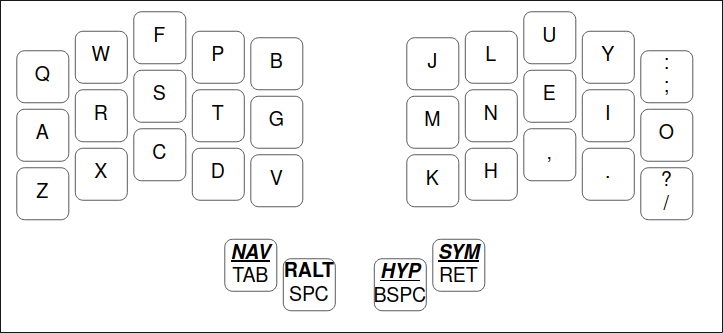 Q W F P B J L U Y :
;
A R S T G M N E I O
Z X C D V K H , . ?
/
NAV
TAB
RALT
SPC
HYP
BSPC
SYM
RET